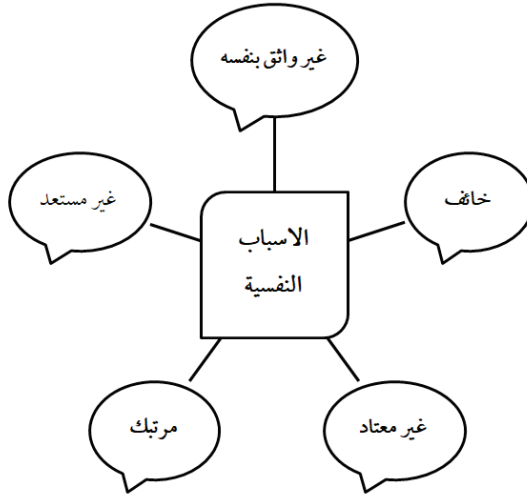 غير واثق بنفسه
خائف
غير مستعد
الاسباب
النفسية
مرتبك
غير معتاد